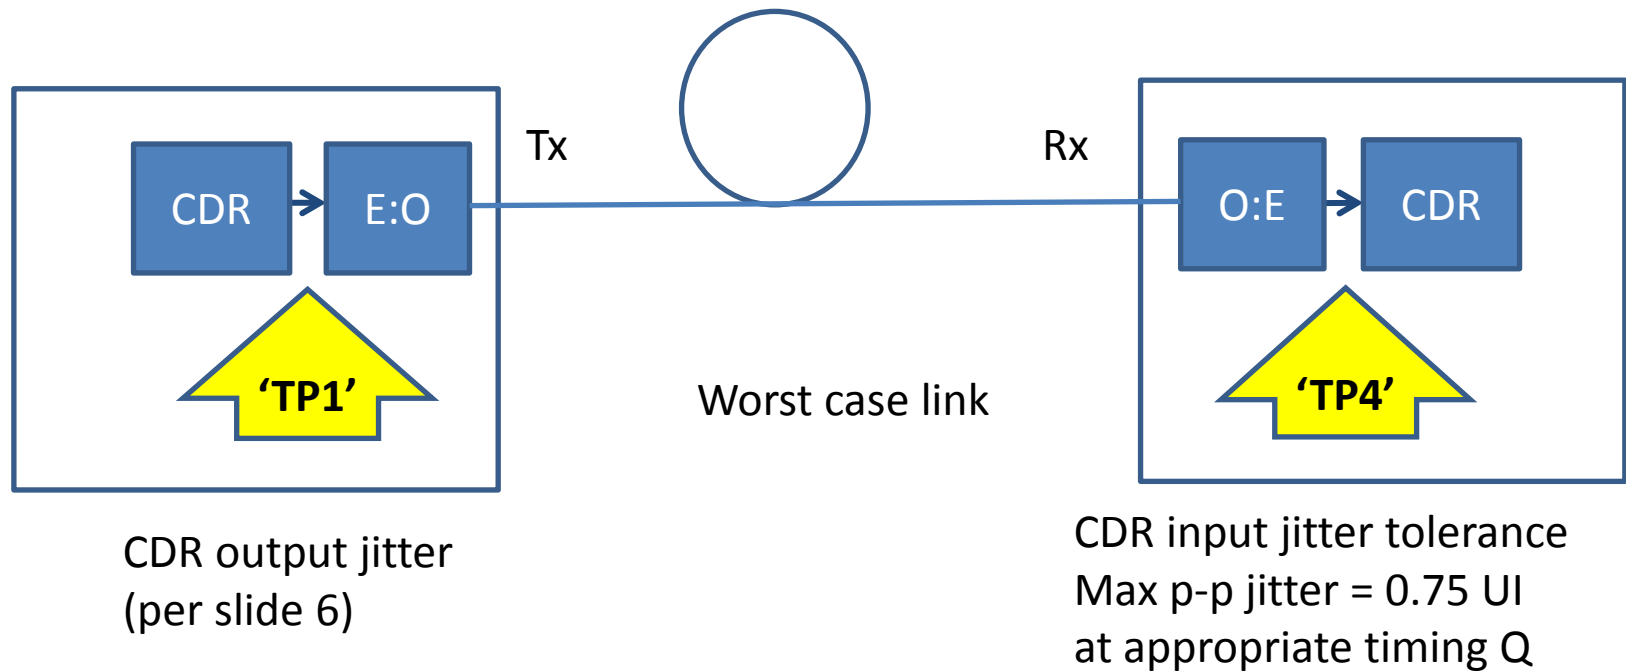 Tx
Rx
CDR
E:O
O:E
CDR
‘TP1’
Worst case link
‘TP4’
CDR output jitter
(per slide 6)
CDR input jitter tolerance
Max p-p jitter = 0.75 UI
at appropriate timing Q